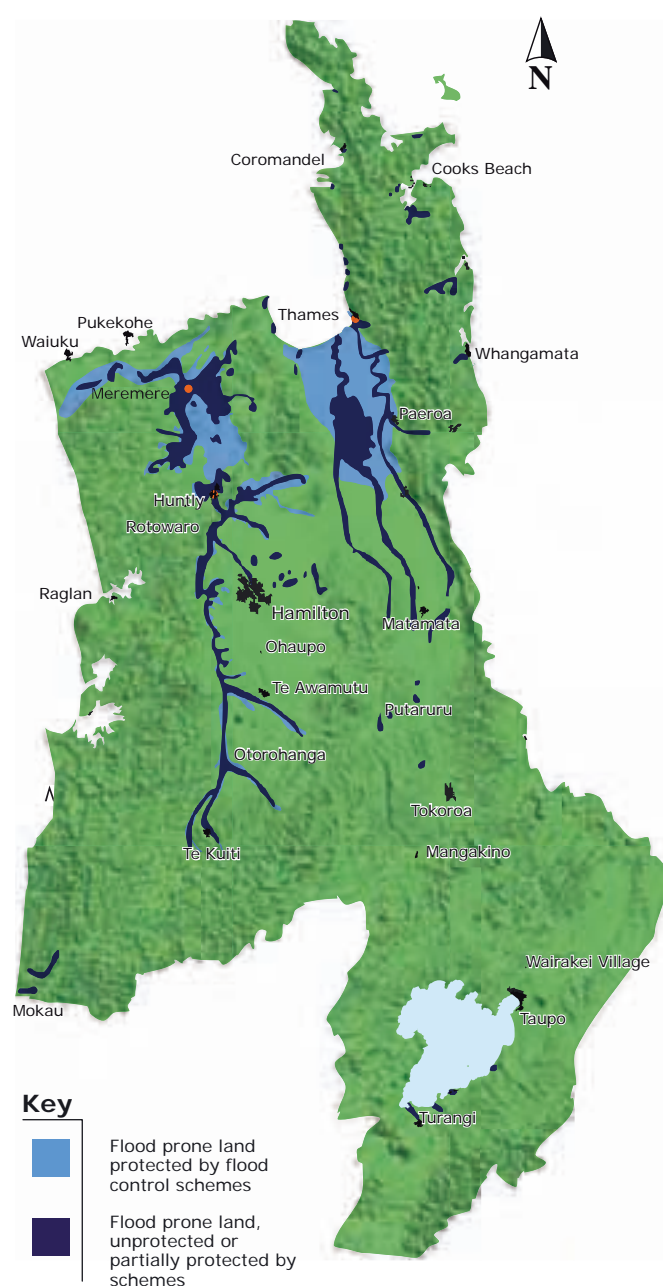 N
Coromandel
Cooks Beach
Thames
Pukekohe
Waiuku
Whangamata
Meremere
Paeroa
Huntly
Rotowaro
Raglan
Hamilton
Matamata
Ohaupo
Te Awamutu
Putaruru
Otorohanga
Tokoroa
Te Kuiti
Mangakino
Wairakei Village
Mokau
Taupo
Turangi
Key
Flood prone land
protected by flood
control schemes
Flood prone land,
unprotected or
partially protected by
schemes